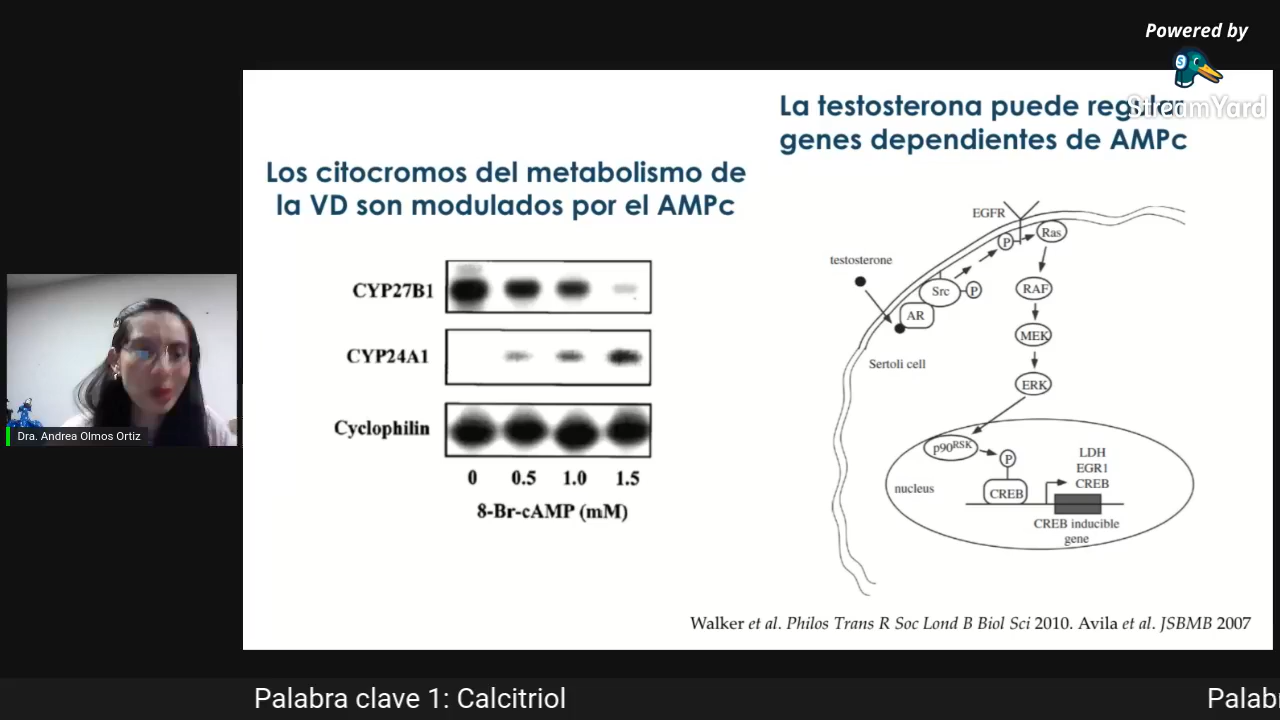 Powered by
StreamYard
La testosterona puede regular
genes dependientes de AMPc
Los citocromos del metabolismo de
la VD son modulados por el AMPc
CYP27B1
CYP24A1
Cyclophilin
0 0.5 1.0 1.5
8-Br-cAMP (mM)
EGFR
P
Ras
testosterone
Src
P
RAF
AR
MEK
Sertoli cell
ERK
p90RSK
P
LDH
EGR1
CREB
nucleus
CREB
CREB inducible
gene
Walker et al. Philos Trans R Soc Lond B Biol Sci 2010. Avila et al. JSBMB 2007
Dra. Andrea Olmos Ortiz
Palabra clave 1: Calcitriol
Palab